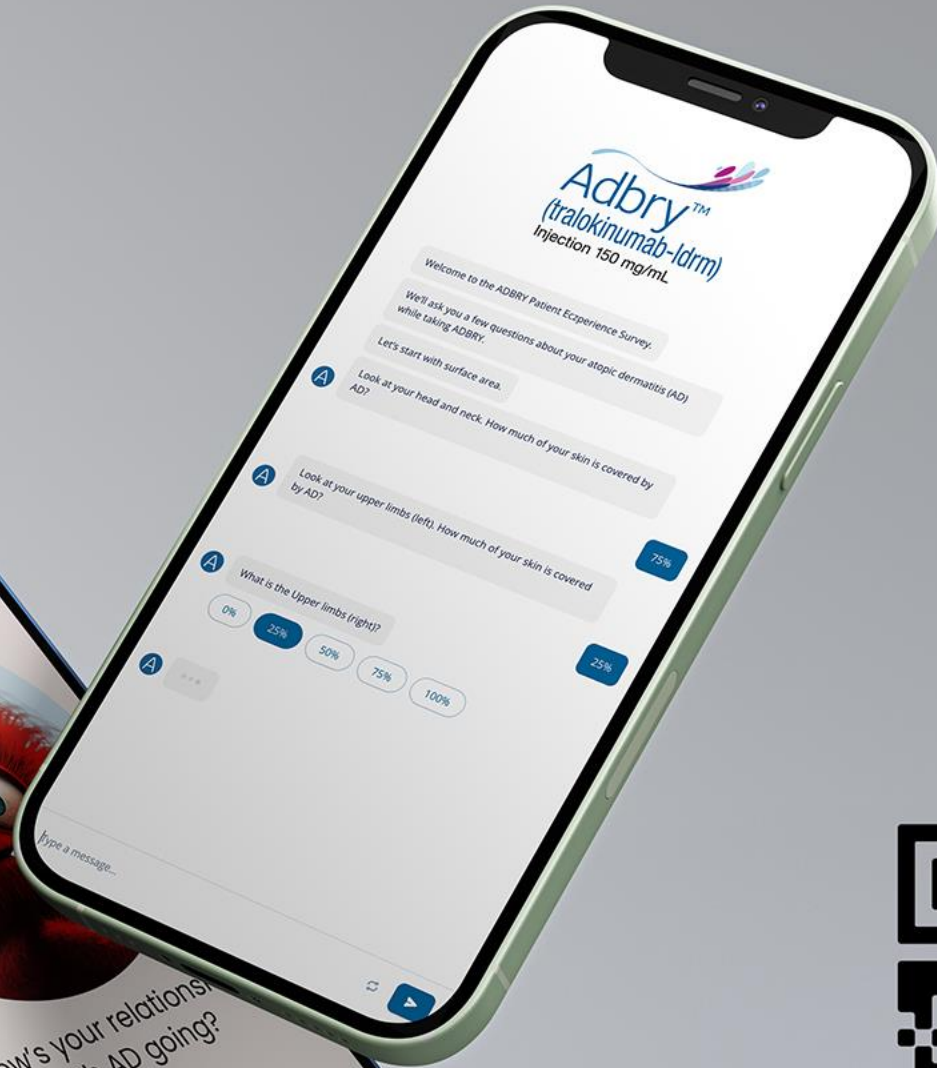 Adbry™
(tralokinumab-ldrm)
Injection 150 mg/mL
Welcome to the ADBRY Patient Eczperience Survey.
We'll ask you a few questions about your atopic dermatitis (AD)
while taking ADBRY.
Let's start with surface area.
A
Look at your head and neck. How much of your skin is covered by
AD?
75%
A
Look at your upper limbs (left). How much of your skin is covered
by AD?
25%
A
What is the Upper limbs (right)?
0%
25%
50%
75%
100%
A
Type a message...
your relations
AD going?